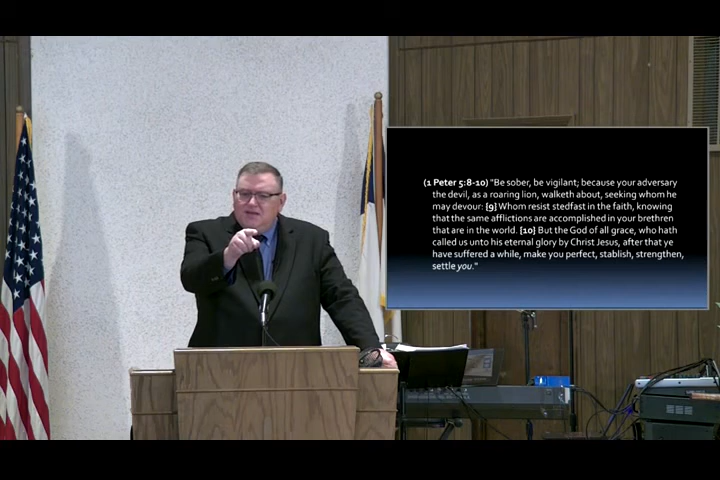 (1 Peter 5:8-10) "Be sober, be vigilant; because your adversary
the devil, as a roaring lion, walketh about, seeking whom he
may devour: [9] Whom resist stedfast in the faith, knowing
that the same afflictions are accomplished in your brethren
that are in the world. [10] But the God of all grace, who hath
called us unto his eternal glory by Christ Jesus, after that ye
have suffered a while, make you perfect, stablish, strengthen,
settle you."